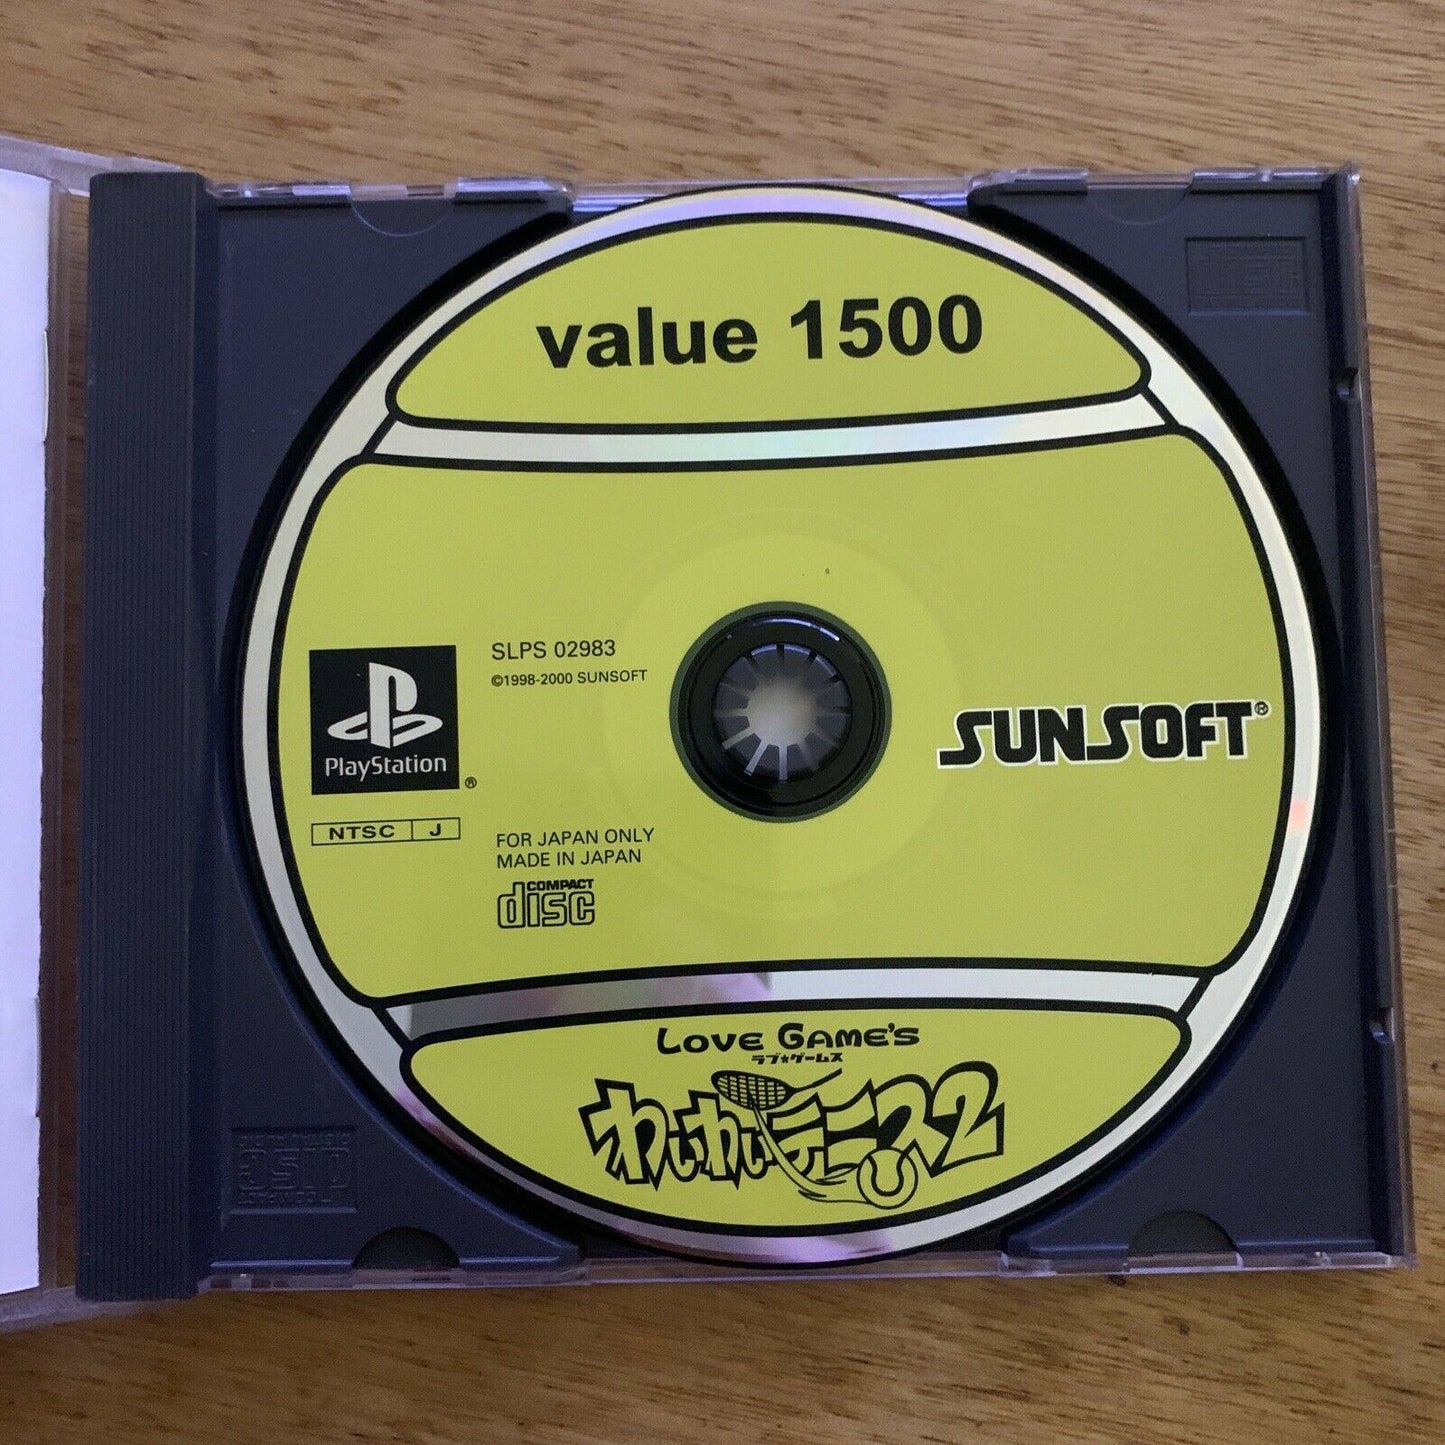 value 1500
SLPS 02983
©1998-2000 SUNSOFT
PlayStation®
NTSC J
SUNSOFT®
FOR JAPAN ONLY
MADE IN JAPAN
COMPACT
disc
LOVE GAME'S
ラブ★ゲームス
わいわいテニス2